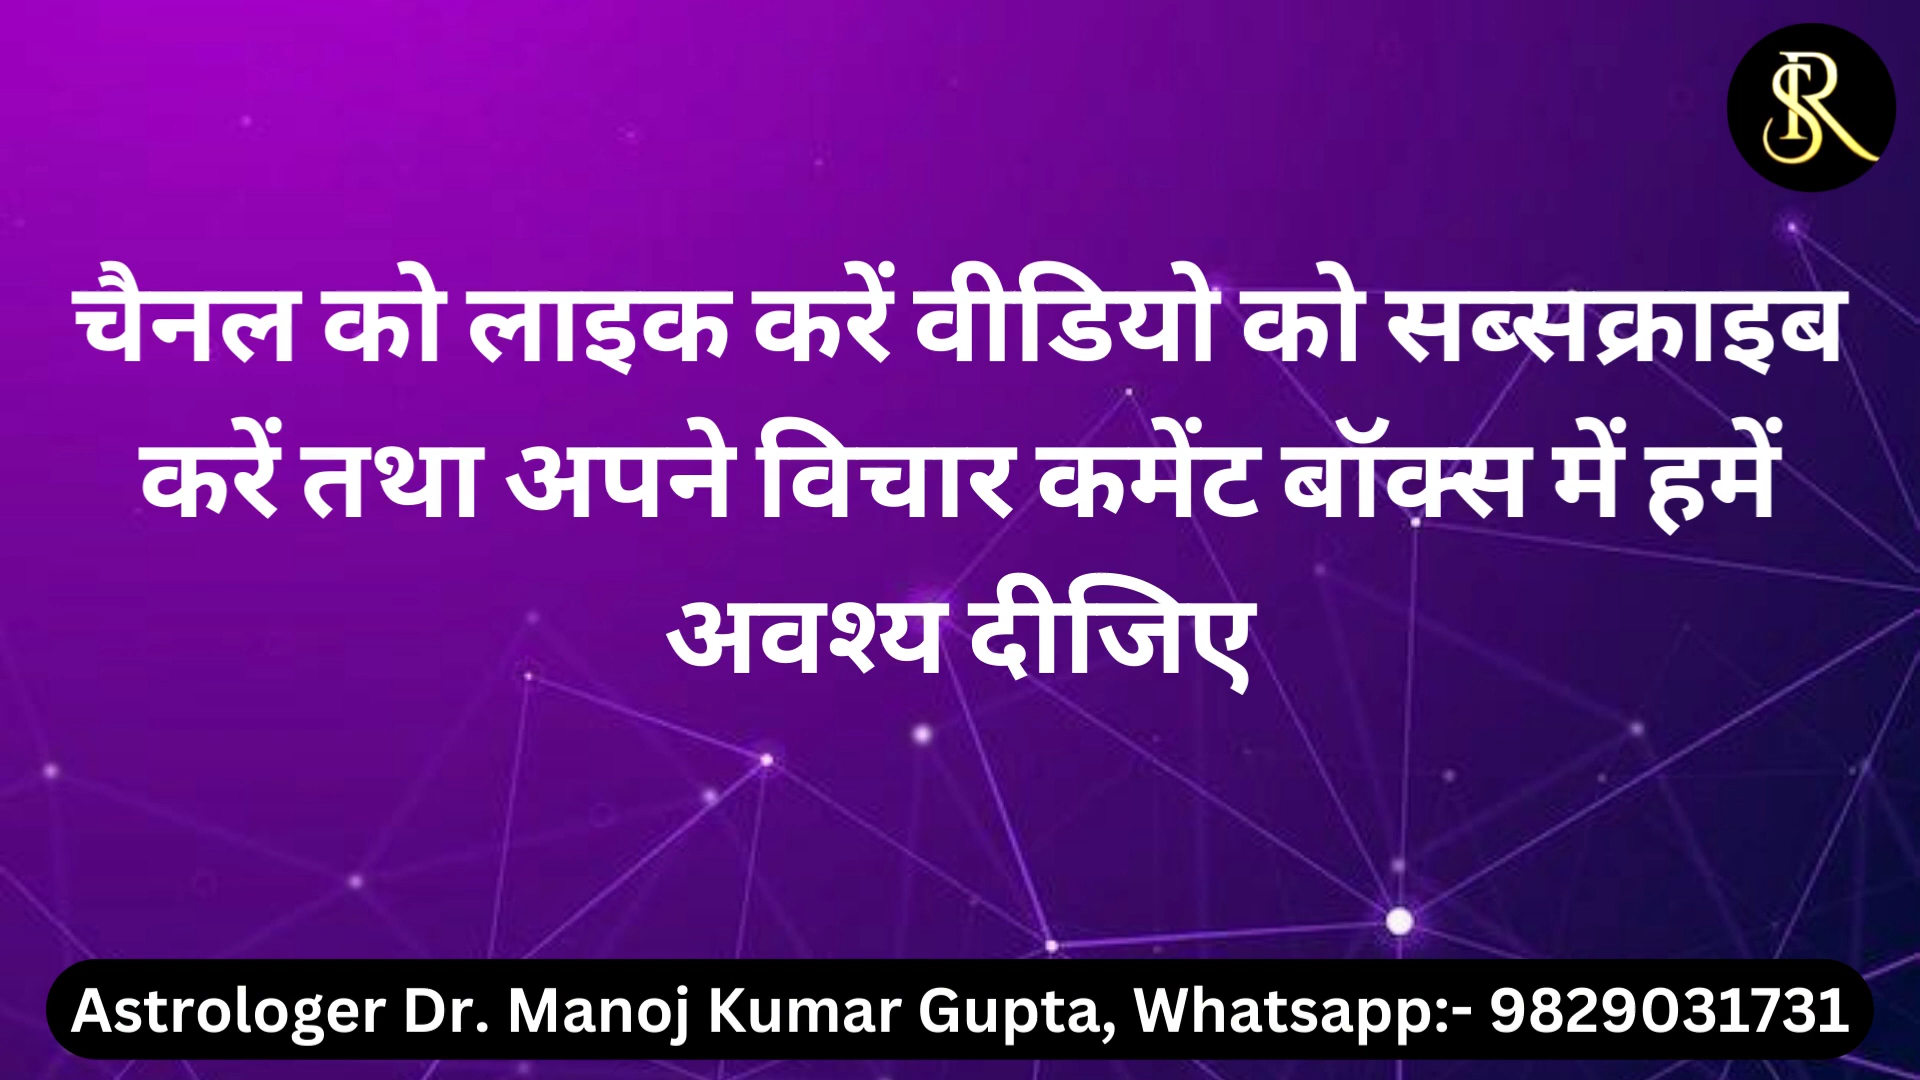 चैनल को लाइक करें वीडियो को सब्सक्राइब
करें तथा अपने विचार कमेंट बॉक्स में हमें
अवश्य दीजिए
Astrologer Dr. Manoj Kumar Gupta, Whatsapp:- 9829031731